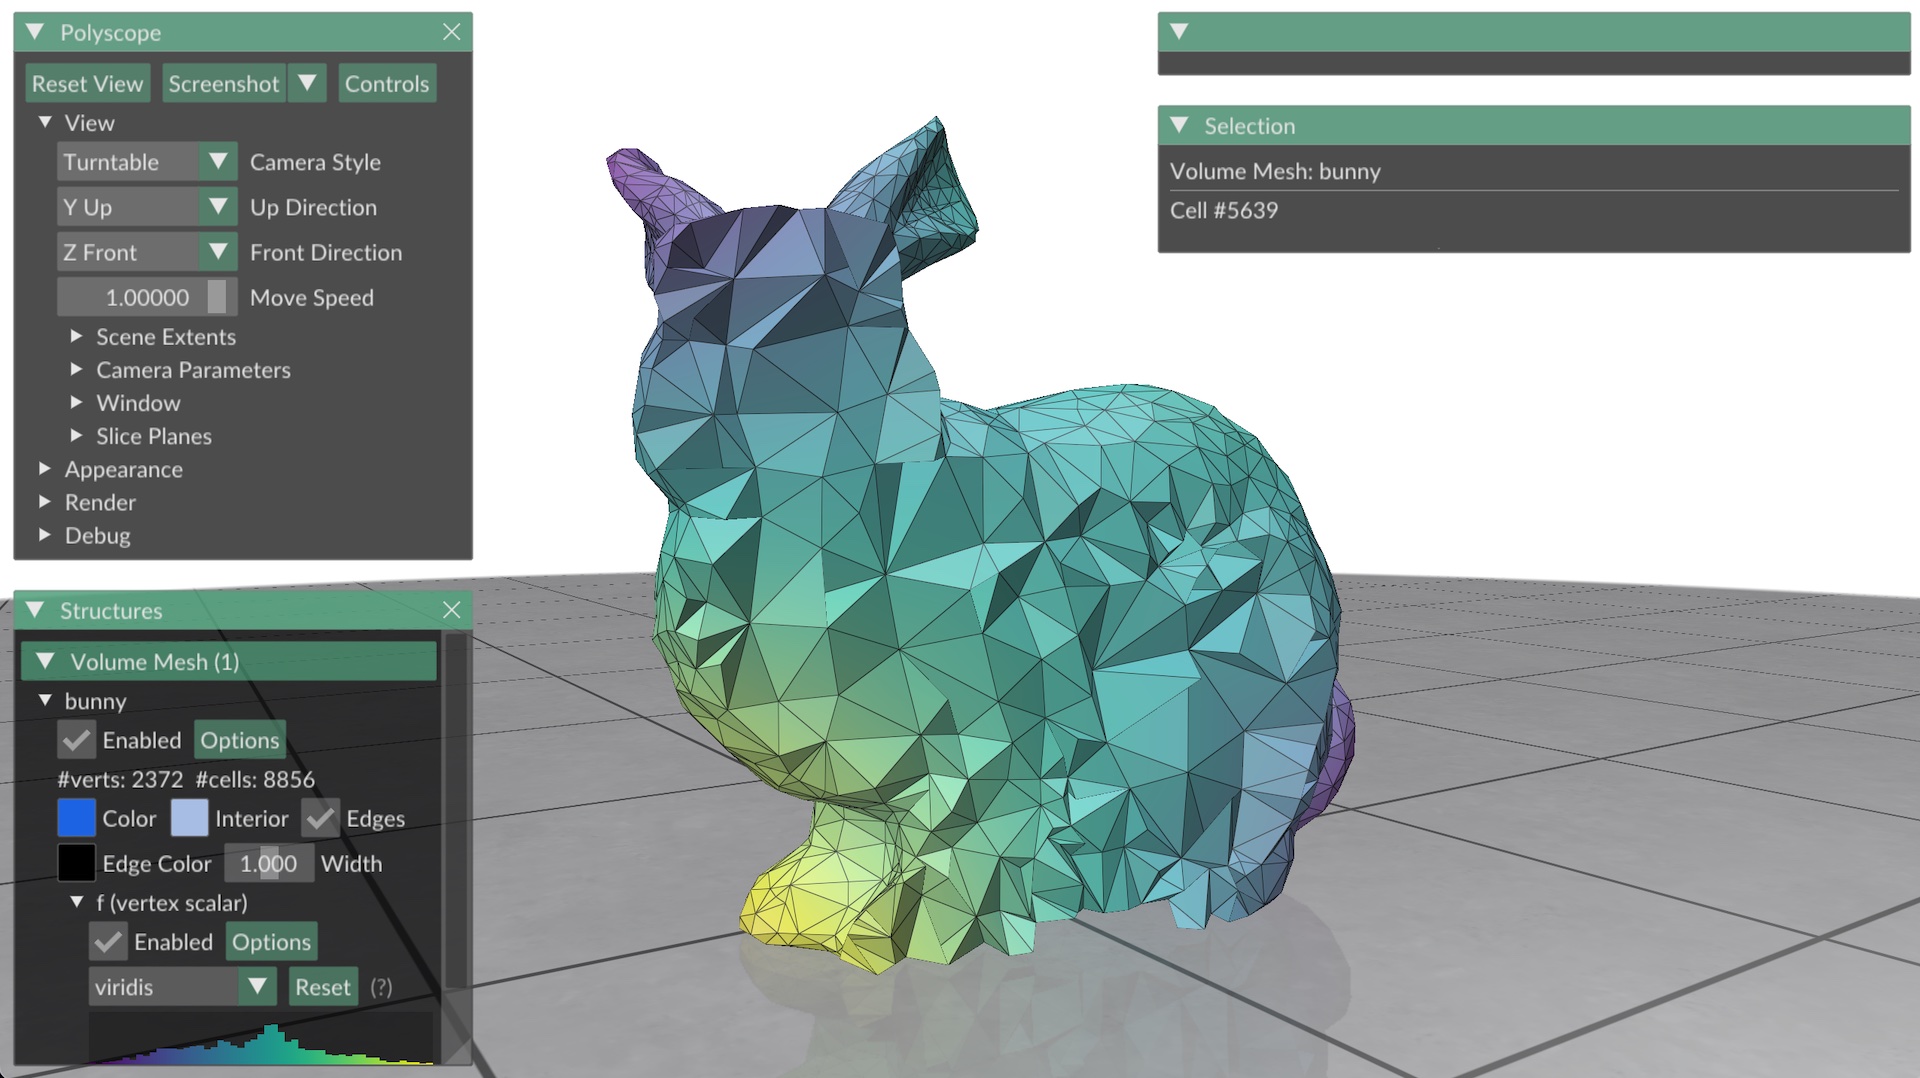 Polyscope
Reset View Screenshot Controls
View
Turntable Camera Style
Y Up Up Direction
Z Front Front Direction
1.00000 Move Speed
Scene Extents
Camera Parameters
Window
Slice Planes
Appearance
Render
Debug
Structures
Volume Mesh (1)
bunny
Enabled Options
#verts: 2372 #cells: 8856
Color Interior Edges
Edge Color 1.000 Width
f (vertex scalar)
Enabled Options
viridis Reset (?)
Selection
Volume Mesh: bunny
Cell #5639